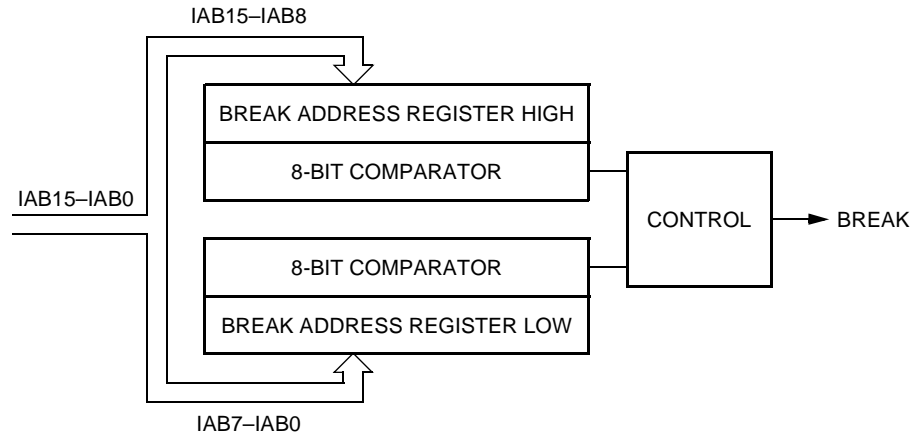 IAB15–IAB8
BREAK ADDRESS REGISTER HIGH
8-BIT COMPARATOR
IAB15–IAB0
CONTROL
BREAK
8-BIT COMPARATOR
BREAK ADDRESS REGISTER LOW
IAB7–IAB0